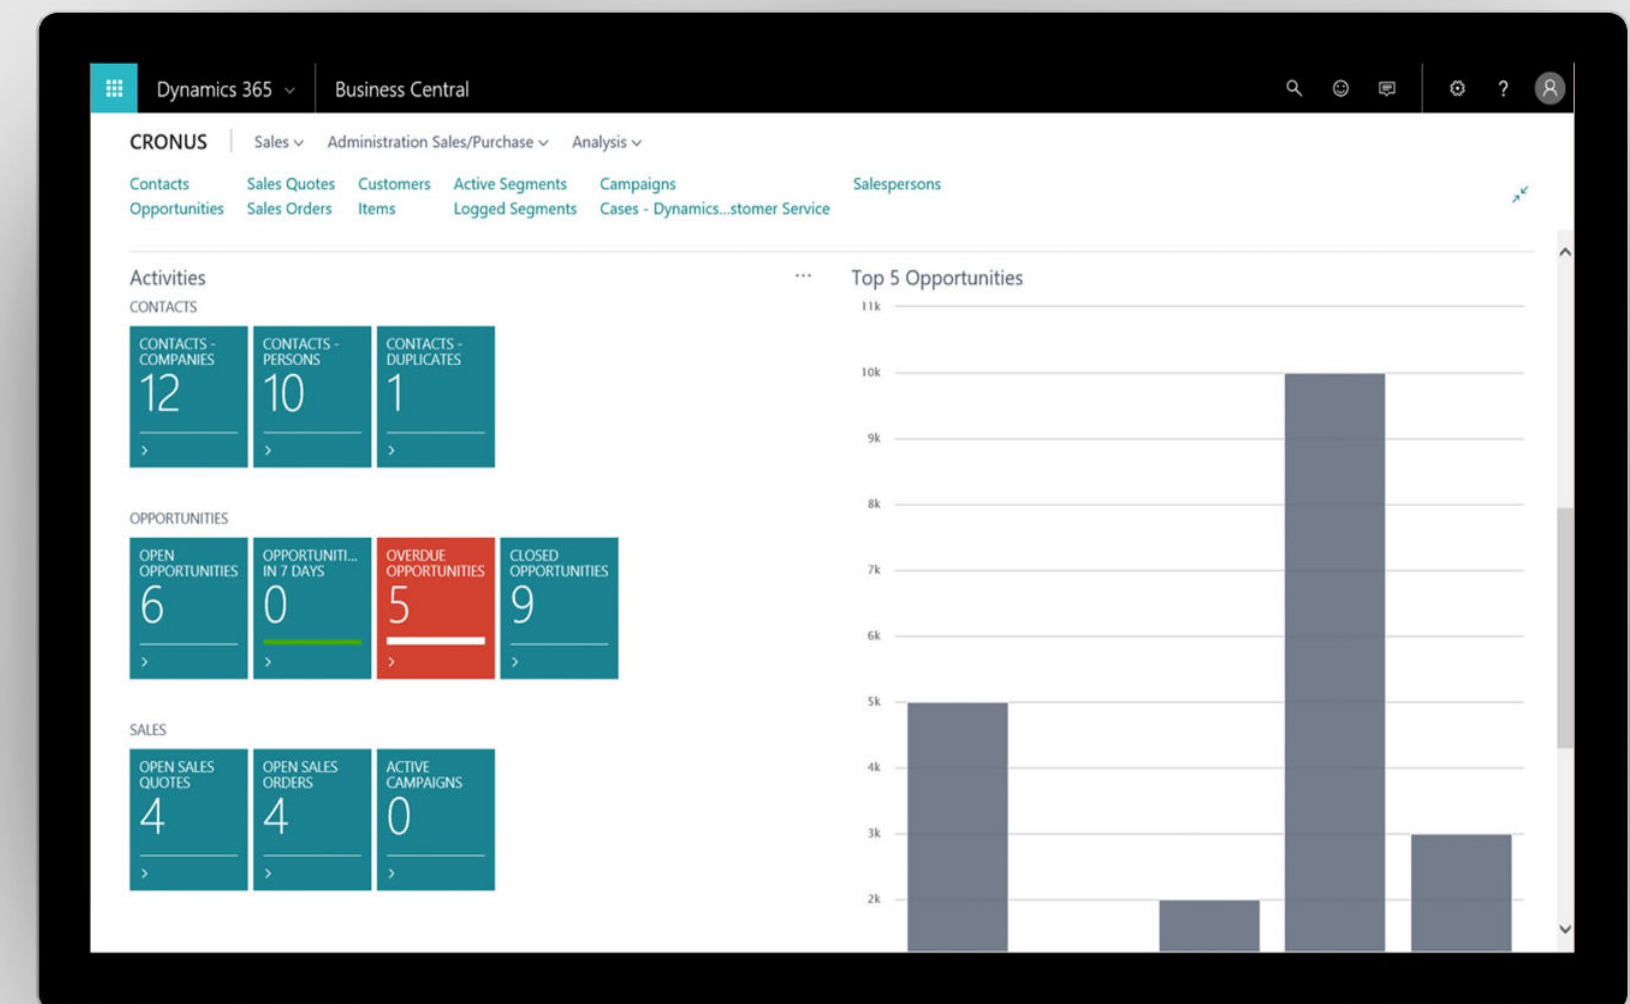 Dynamics 365
Business Central
?
CRONUS
Sales
Administration Sales/Purchase
Analysis
Contacts
Sales Quotes
Customers
Active Segments
Campaigns
Salespersons
Opportunities
Sales Orders
Items
Logged Segments
Cases - Dynamics...stomer Service
Activities
...
CONTACTS
CONTACTS -
COMPANIES
12
CONTACTS -
PERSONS
10
CONTACTS -
DUPLICATES
1
OPPORTUNITIES
OPEN
OPPORTUNITIES
6
OPPORTUNITI...
IN 7 DAYS
0
OVERDUE
OPPORTUNITIES
5
CLOSED
OPPORTUNITIES
9
SALES
OPEN SALES
QUOTES
4
OPEN SALES
ORDERS
4
ACTIVE
CAMPAIGNS
0
Top 5 Opportunities
11k
10k
9k
8k
7k
6k
5k
4k
3k
2k